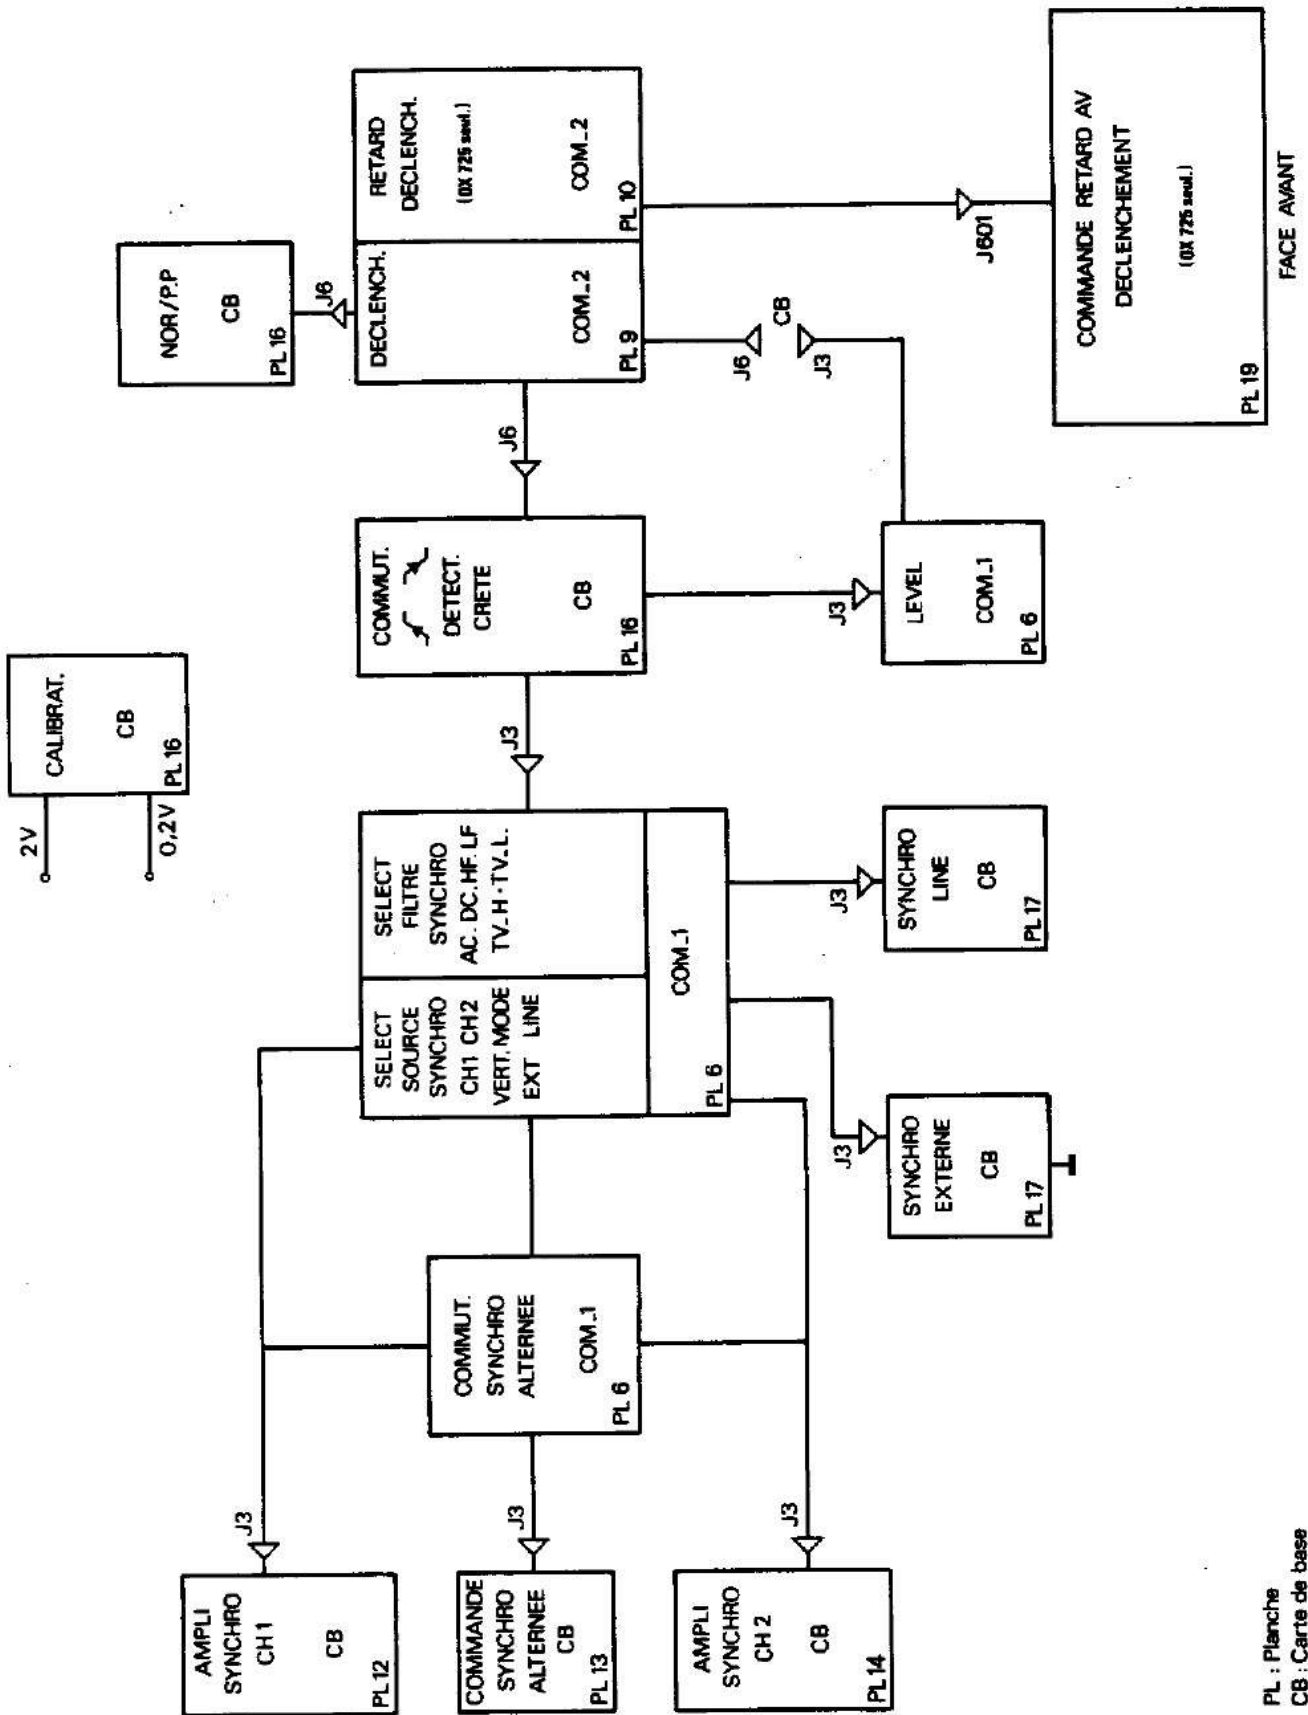 2V
0,2V
CALIBRAT.
CB
PL 16
AMPLI
SYNCHRO
CH 1
CB
PL 12
J3
COMMANDE
SYNCHRO
ALTERNEE
CB
PL 13
J3
AMPLI
SYNCHRO
CH 2
CB
PL 14
J3
COMMUT.
SYNCHRO
ALTERNEE
COM_1
PL 6
SELECT
SOURCE
SYNCHRO
CH1 CH2
VERT. MODE
EXT LINE
SELECT
FILTRE
SYNCHRO
AC. DC. HF. LF
TV_H - TV_L.
COM_1
PL 6
J3
SYNCHRO
EXTERNE
CB
PL 17
J3
SYNCHRO
LINE
CB
PL 17
J3
COMMUT.
DETECT.
CRETE
CB
PL 16
J3
LEVEL
COM_1
PL 6
J6
NOR / P.P
CB
PL 16
J6
DECLENCH.
COM_2
PL 9
RETARD
DECLENCH.
(OX 725 seul.)
COM_2
PL 10
J6
CB
J3
J601
COMMANDE RETARD AV
DECLENCHEMENT
(OX 725 seul.)
PL 19
FACE AVANT
PL : Planche
CB : Carte de base